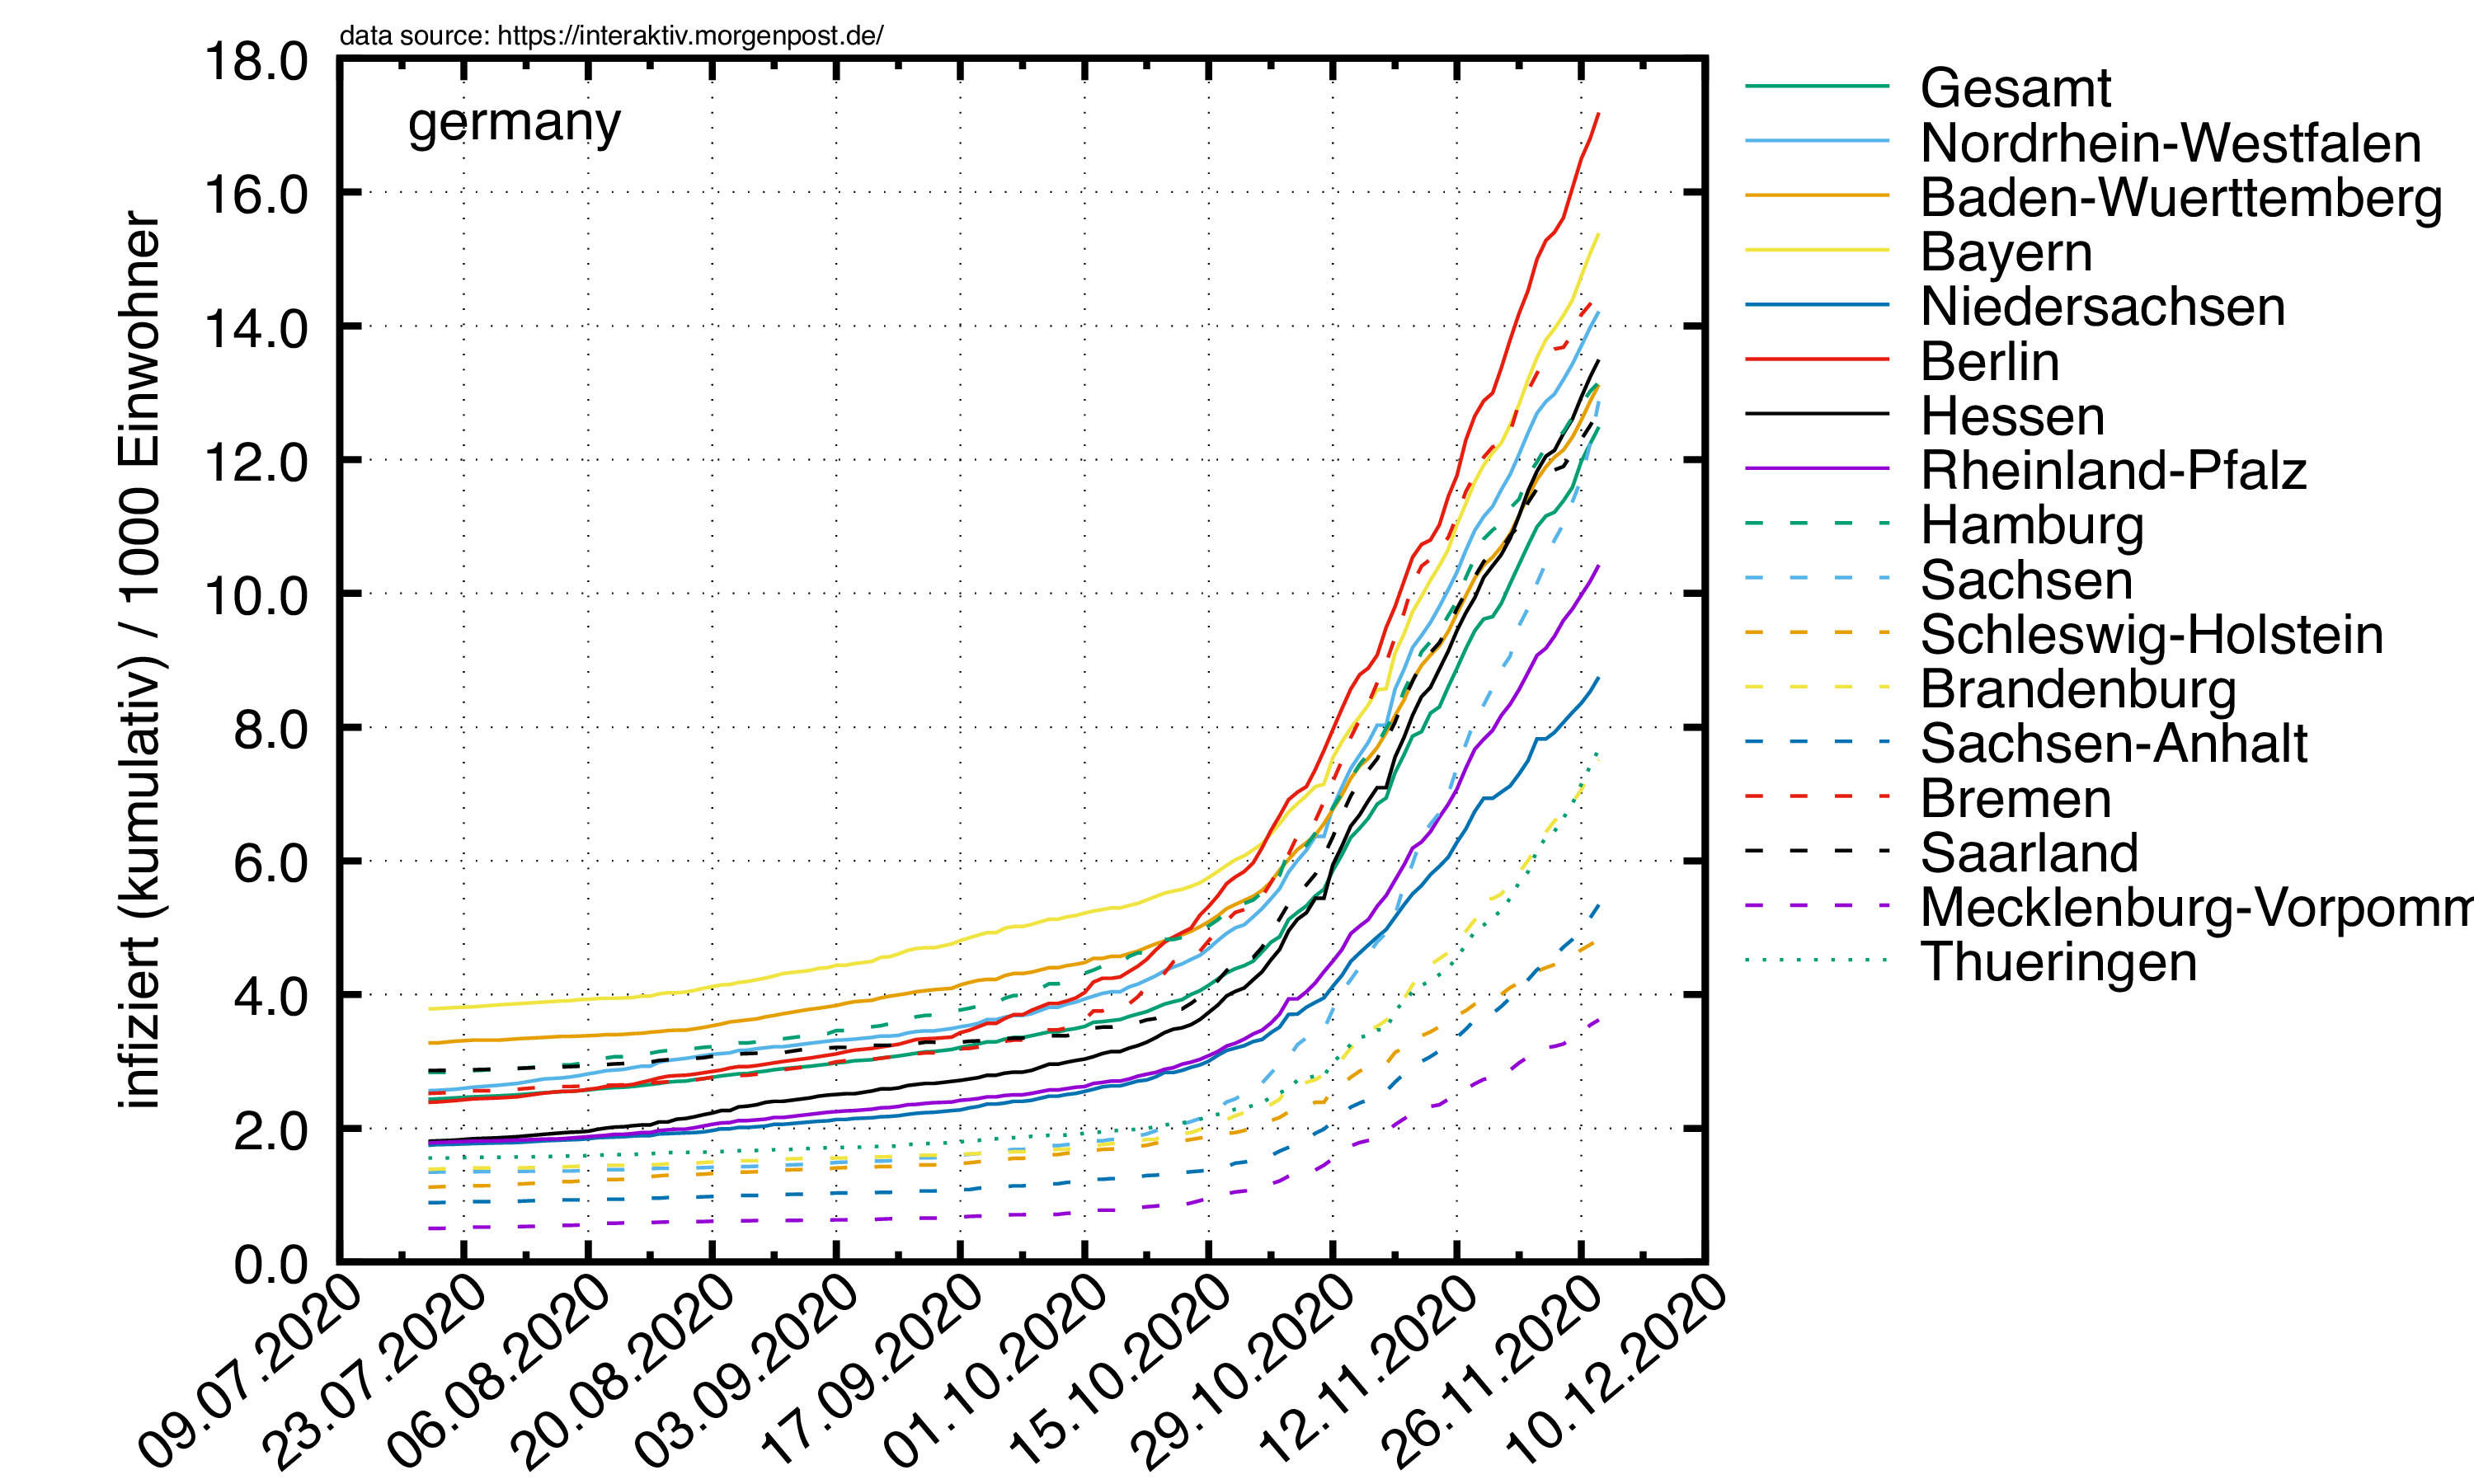 data source: https://interaktiv.morgenpost.de/
germany
infiziert (kumulativ) / 1000 Einwohner
18.0
16.0
14.0
12.0
10.0
8.0
6.0
4.0
2.0
0.0
09.07.2020
23.07.2020
06.08.2020
20.08.2020
03.09.2020
17.09.2020
01.10.2020
15.10.2020
29.10.2020
12.11.2020
26.11.2020
10.12.2020
Gesamt
Nordrhein-Westfalen
Baden-Wuerttemberg
Bayern
Niedersachsen
Berlin
Hessen
Rheinland-Pfalz
Hamburg
Sachsen
Schleswig-Holstein
Brandenburg
Sachsen-Anhalt
Bremen
Saarland
Mecklenburg-Vorpomm
Thueringen